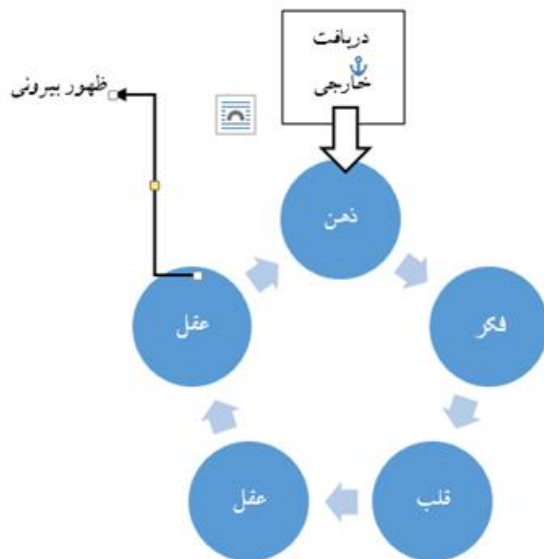 دریافت
خارجی
ظهور بیرونی
ذهن
فکر
قلب
عقل
عقل